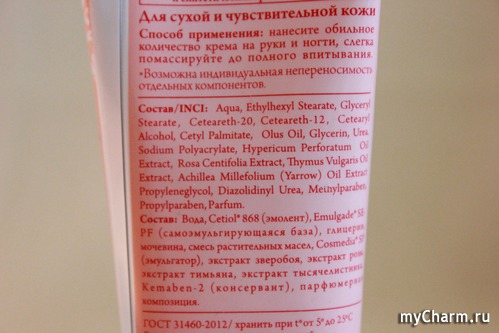 Для сухой и чувствительной кожи
Способ применения: нанесите обильное
количество крема на руки и ногти, слегка
помассируйте до полного впитывания.
*Возможна индивидуальная непереносимость
отдельных компонентов.
Состав/INCI: Aqua, Ethylhexyl Stearate, Glyceryl
Stearate, Ceteareth-20, Ceteareth-12, Cetearyl
Alcohol, Cetyl Palmitate, Olus Oil, Glycerin, Urea,
Sodium Polyacrylate, Hypericum Perforatum Oil
Extract, Rosa Centifolia Extract, Thymus Vulgaris Oil
Extract, Achillea Millefolium (Yarrow) Oil Extract
Propyleneglycol, Diazolidinyl Urea, Meinylparaben,
Propylparaben, Parfum.
Состав: Вода, Cetiol® 868 (эмолент), Emulgade® SE-
PF (самоэмульгирующаяся база), глицерин,
мочевина, смесь растительных масел, Cosmedia® SP
(эмульгатор), экстракт зверобоя, экстракт розы,
экстракт тимьяна, экстракт тысячелистника,
Kemaben-2 (консервант), парфюмерная
композиция.
ГОСТ 31460-2012/ хранить при t° от 5° до 25°C
myCharm.ru